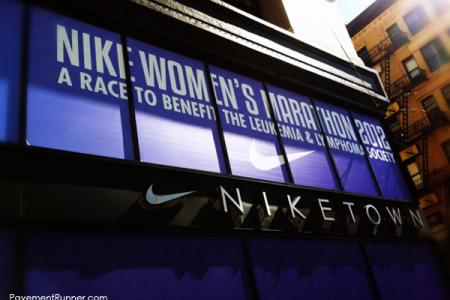 NIKE WOMEN'S MARATHON 2012
A RACE TO BENEFIT THE LEUKEMIA & LYMPHOMA SOCIETY
NIKETOWN
PavementRunner.com